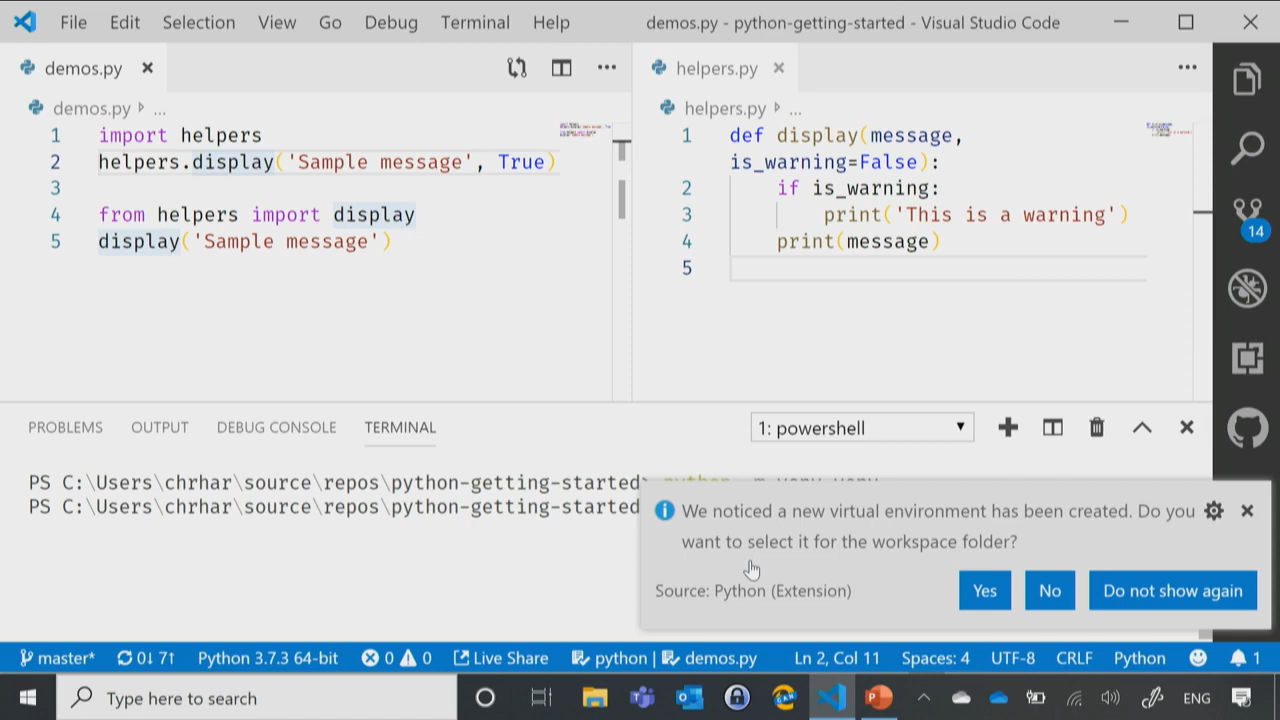 File Edit Selection View Go Debug Terminal Help demos.py - python-getting-started - Visual Studio Code
demos.py
helpers.py
demos.py ...
helpers.py ...
1 import helpers
2 helpers.display('Sample message', True)
3
4 from helpers import display
5 display('Sample message')
1 def display(message,
is_warning=False):
2 if is_warning:
3 print('This is a warning')
4 print(message)
5
14
PROBLEMS OUTPUT DEBUG CONSOLE TERMINAL 1: powershell
PS C:\Users\chrhar\source\repos\python-getting-started> python -m venv venv
PS C:\Users\chrhar\source\repos\python-getting-started
We noticed a new virtual environment has been created. Do you
want to select it for the workspace folder?
Source: Python (Extension) Yes No Do not show again
master* 0↓ 7↑ Python 3.7.3 64-bit 0 0 Live Share python | demos.py Ln 2, Col 11 Spaces: 4 UTF-8 CRLF Python 1
Type here to search ENG